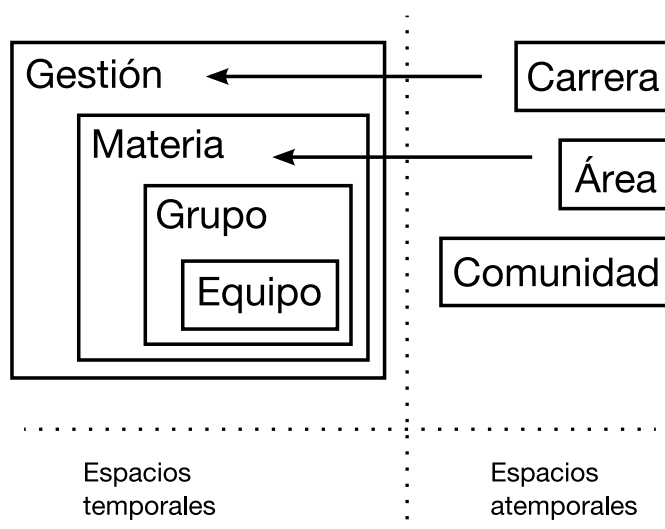 Gestión
Carrera
Materia
Área
Grupo
Comunidad
Equipo
Espacios
temporales
Espacios
atemporales